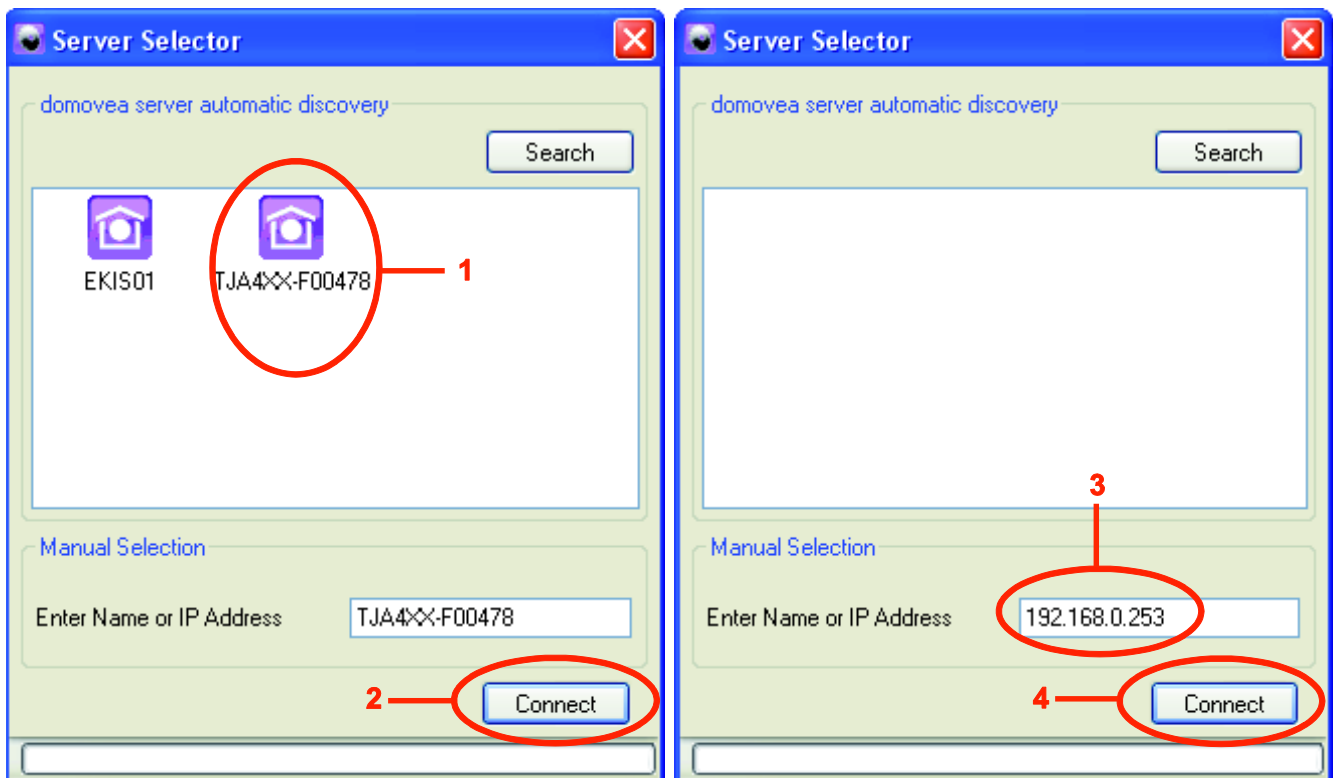 Server Selector
domovea server automatic discovery
Search
EKIS01 TJA4XX-F00478
1
Manual Selection
Enter Name or IP Address TJA4XX-F00478
2
Connect
Server Selector
domovea server automatic discovery
Search
3
Manual Selection
Enter Name or IP Address 192.168.0.253
4
Connect